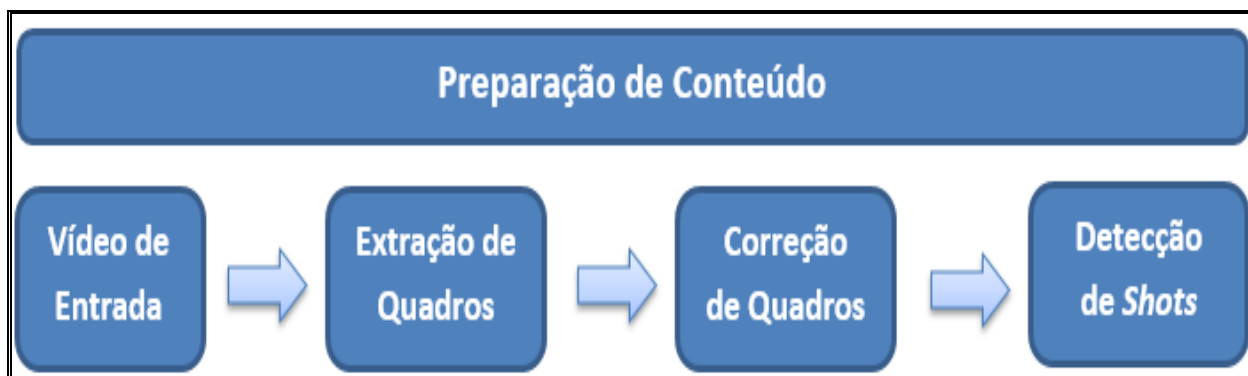 Preparação de Conteúdo
Vídeo de
Entrada
Extração de
Quadros
Correção
de Quadros
Detecção
de Shots